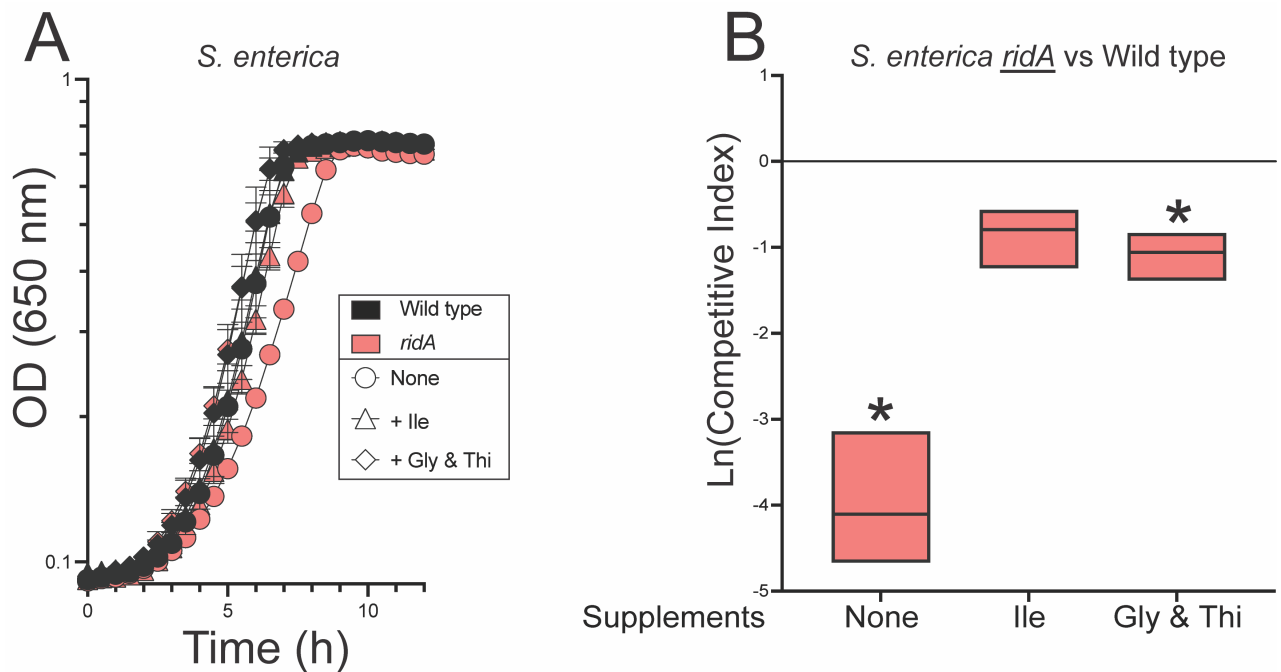 A
S. enterica
1
0.1
OD (650 nm)
0
5
10
Time (h)
Wild type
ridA
None
+ Ile
+ Gly & Thi
B
S. enterica ridA vs Wild type
Ln(Competitive Index)
1
0
-1
-2
-3
-4
-5
*
*
Supplements None Ile Gly & Thi